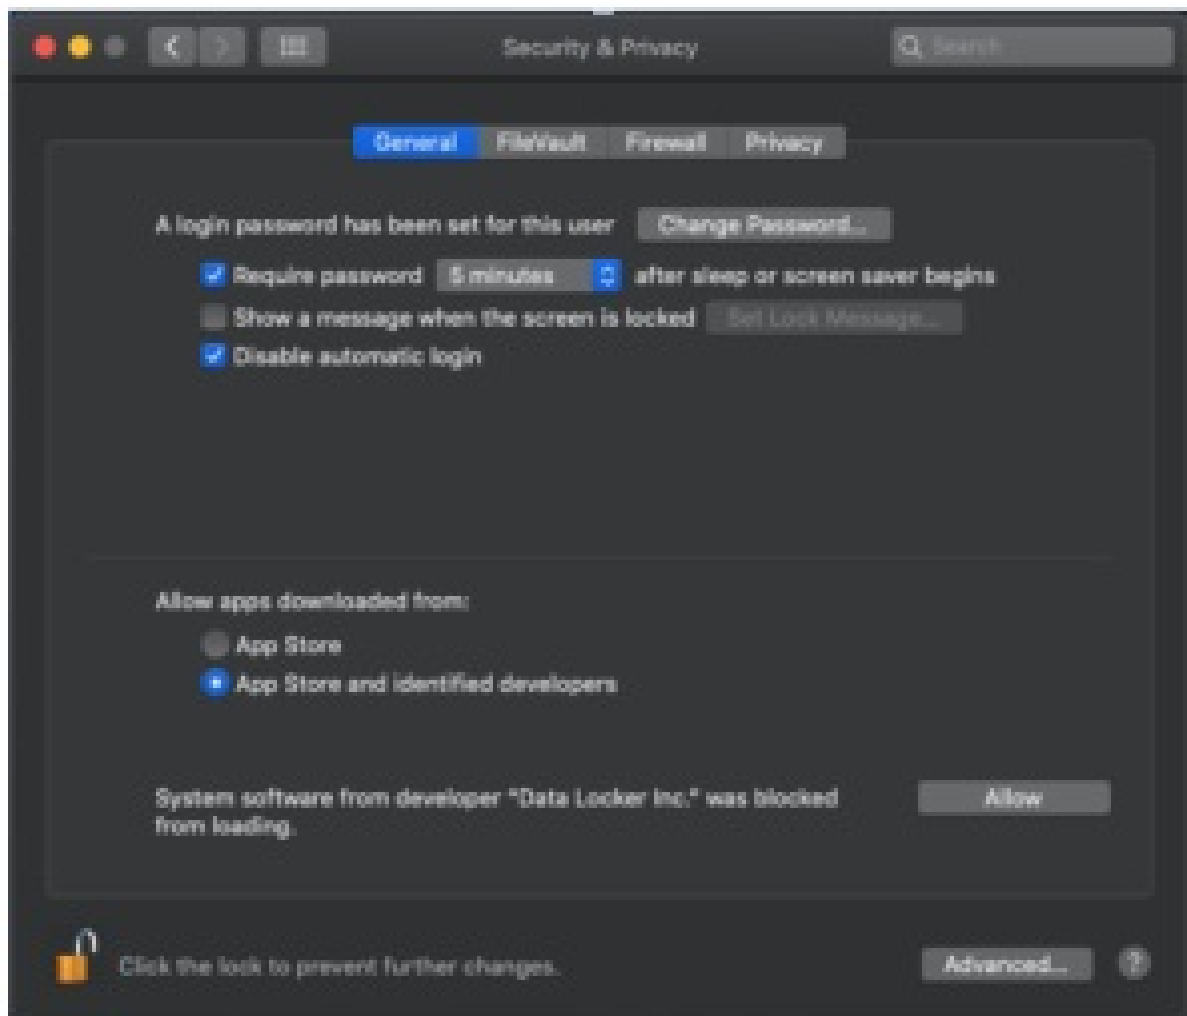 Security & Privacy
Search
General FileVault Firewall Privacy
A login password has been set for this user Change Password...
Require password 5 minutes after sleep or screen saver begins
Show a message when the screen is locked Set Lock Message...
Disable automatic login
Allow apps downloaded from:
App Store
App Store and identified developers
System software from developer "Data Locker Inc." was blocked
from loading.
Allow
Click the lock to prevent further changes.
Advanced... ?